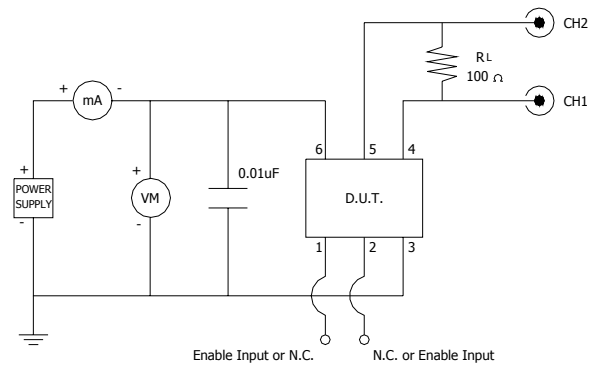 CH2
RL
100 Ω
CH1
+
mA
-
6
5
4
0.01uF
+
POWER
SUPPLY
-
+
VM
-
D.U.T.
1
2
3
Enable Input or N.C.
N.C. or Enable Input